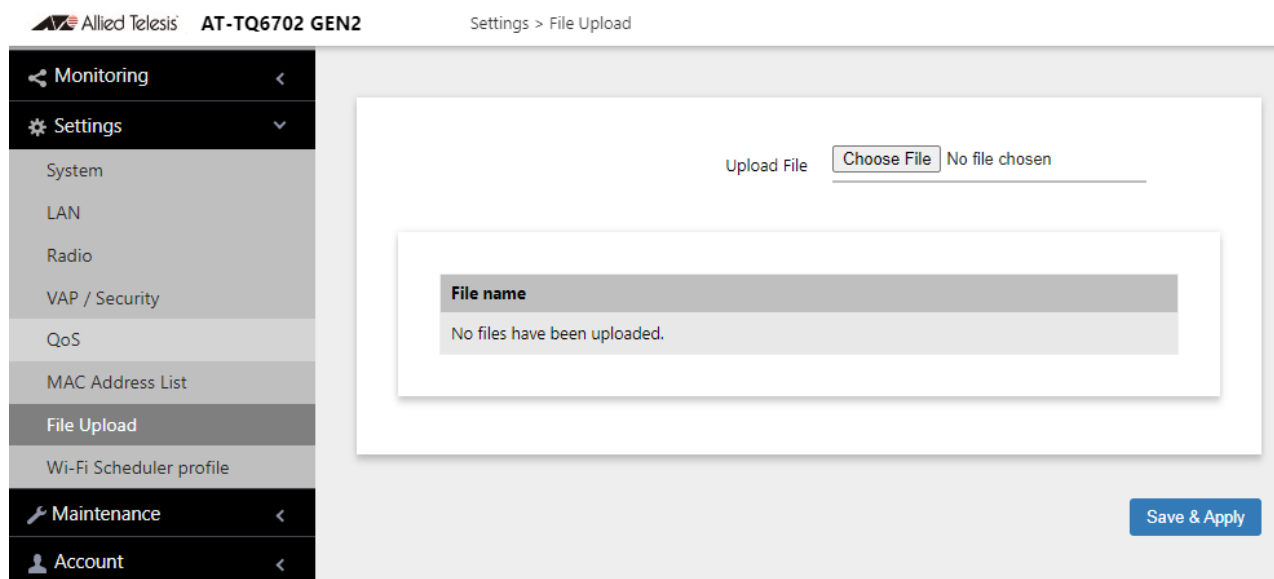 Allied Telesis AT-TQ6702 GEN2 Settings > File Upload
Monitoring
Settings
System
LAN
Radio
VAP / Security
QoS
MAC Address List
File Upload
Wi-Fi Scheduler profile
Maintenance
Account
Upload File Choose File No file chosen
File name
No files have been uploaded.
Save & Apply